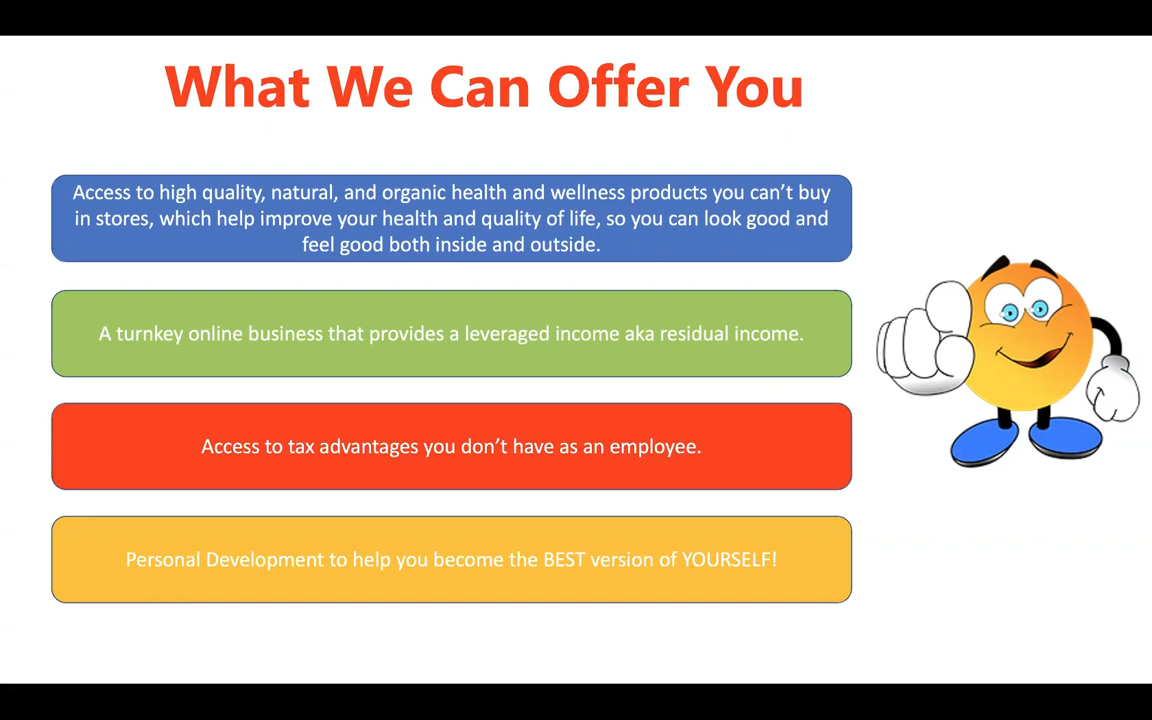 What We Can Offer You
Access to high quality, natural, and organic health and wellness products you can’t buy
in stores, which help improve your health and quality of life, so you can look good and
feel good both inside and outside.
A turnkey online business that provides a leveraged income aka residual income.
Access to tax advantages you don’t have as an employee.
Personal Development to help you become the BEST version of YOURSELF!